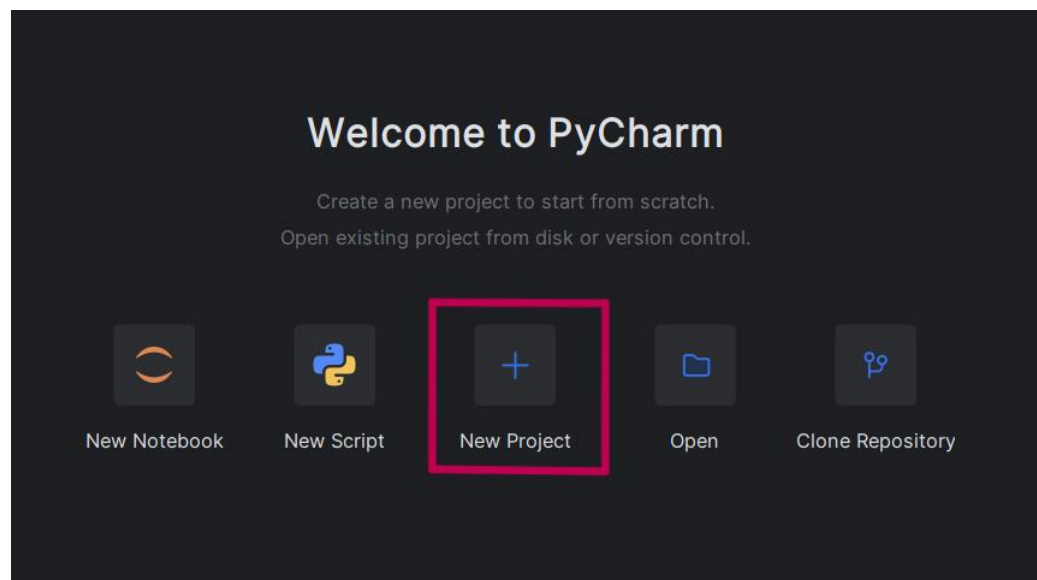 Welcome to PyCharm
Create a new project to start from scratch.
Open existing project from disk or version control.
New Notebook
New Script
New Project
Open
Clone Repository